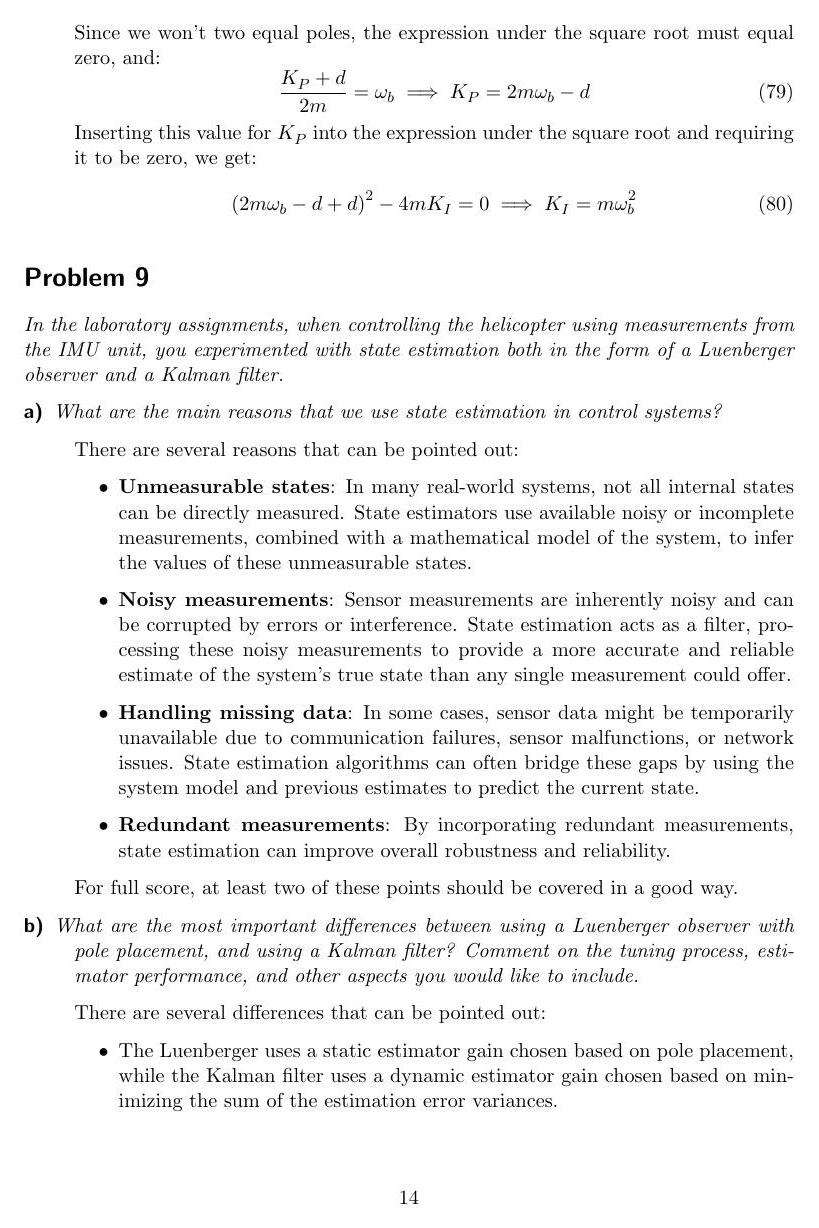 Since we won't two equal poles, the expression under the square root must equal
zero, and:
(K_P + d)/(2m) = ω_b ⟹ K_P = 2mω_b − d (79)
Inserting this value for K_P into the expression under the square root and requiring
it to be zero, we get:
(2mω_b − d + d)² − 4mK_I = 0 ⟹ K_I = mω_b² (80)
Problem 9
In the laboratory assignments, when controlling the helicopter using measurements from
the IMU unit, you experimented with state estimation both in the form of a Luenberger
observer and a Kalman filter.
a) What are the main reasons that we use state estimation in control systems?
There are several reasons that can be pointed out:
• Unmeasurable states: In many real-world systems, not all internal states
can be directly measured. State estimators use available noisy or incomplete
measurements, combined with a mathematical model of the system, to infer
the values of these unmeasurable states.
• Noisy measurements: Sensor measurements are inherently noisy and can
be corrupted by errors or interference. State estimation acts as a filter, pro-
cessing these noisy measurements to provide a more accurate and reliable
estimate of the system's true state than any single measurement could offer.
• Handling missing data: In some cases, sensor data might be temporarily
unavailable due to communication failures, sensor malfunctions, or network
issues. State estimation algorithms can often bridge these gaps by using the
system model and previous estimates to predict the current state.
• Redundant measurements: By incorporating redundant measurements,
state estimation can improve overall robustness and reliability.
For full score, at least two of these points should be covered in a good way.
b) What are the most important differences between using a Luenberger observer with
pole placement, and using a Kalman filter? Comment on the tuning process, esti-
mator performance, and other aspects you would like to include.
There are several differences that can be pointed out:
• The Luenberger uses a static estimator gain chosen based on pole placement,
while the Kalman filter uses a dynamic estimator gain chosen based on min-
imizing the sum of the estimation error variances.
14